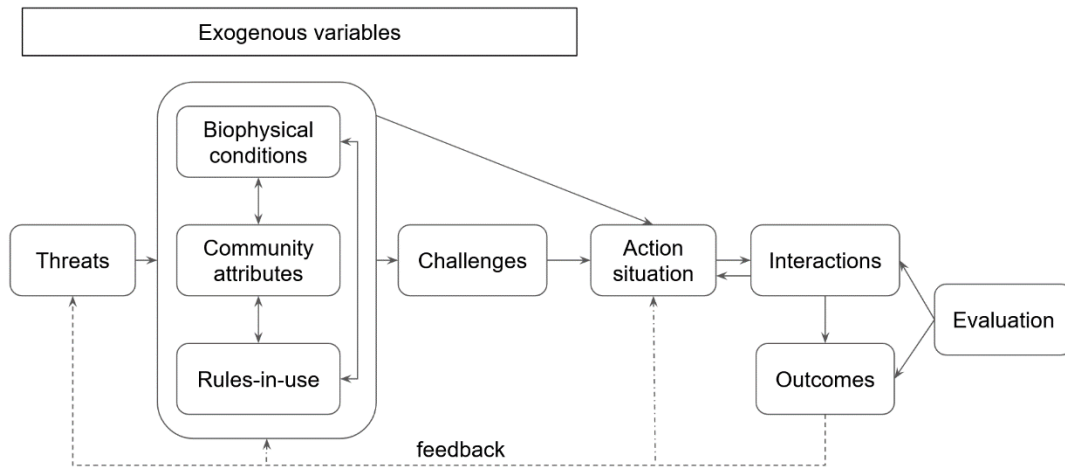 Exogenous variables
Biophysical
conditions
Threats
Community
attributes
Challenges
Action
situation
Interactions
Evaluation
Rules-in-use
Outcomes
feedback